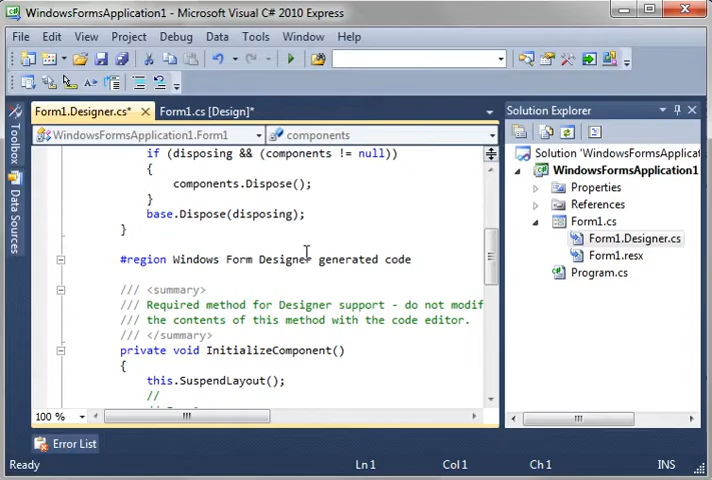 WindowsFormsApplication1 - Microsoft Visual C# 2010 Express
File Edit View Project Debug Data Tools Window Help
Form1.Designer.cs* Form1.cs [Design]*
WindowsFormsApplication1.Form1 components
if (disposing && (components != null))
{
components.Dispose();
}
base.Dispose(disposing);
}
#region Windows Form Designer generated code
/// <summary>
/// Required method for Designer support - do not modif
/// the contents of this method with the code editor.
/// </summary>
private void InitializeComponent()
{
this.SuspendLayout();
//
100 %
Toolbox
Data Sources
Solution Explorer
Solution 'WindowsFormsApplicat
WindowsFormsApplication1
Properties
References
Form1.cs
Form1.Designer.cs
Form1.resx
Program.cs
Error List
Ready Ln 1 Col 1 Ch 1 INS